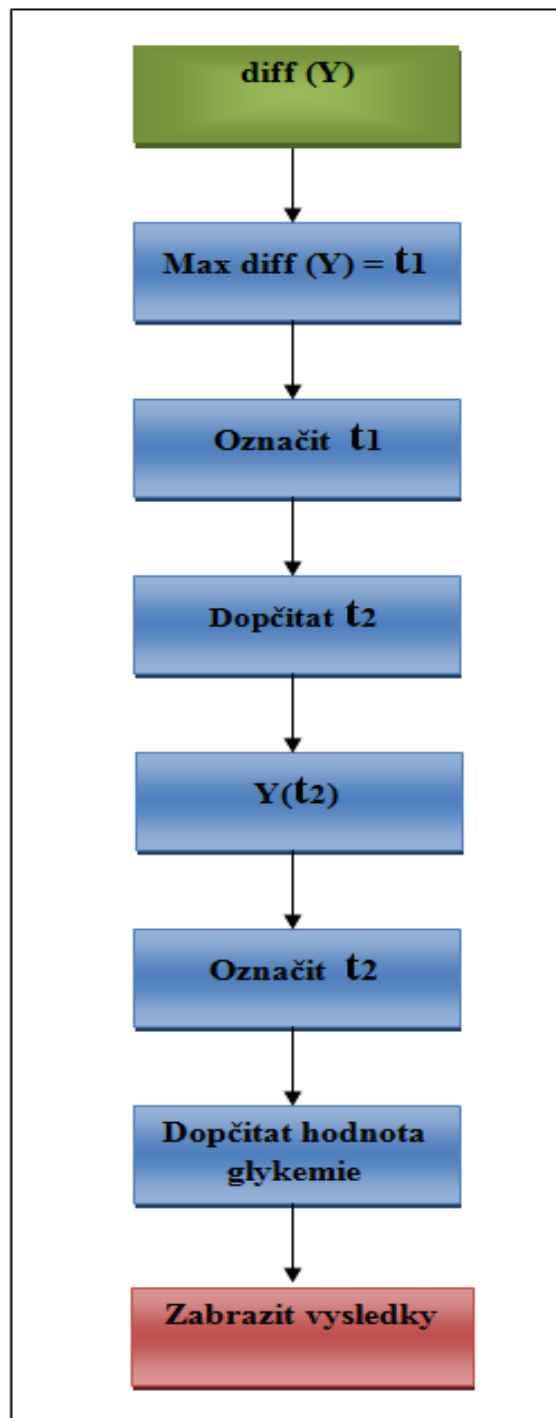 diff (Y)
Max diff (Y) = t1
Označit t1
Dopčitat t2
Y(t2)
Označit t2
Dopčitat hodnota
glykemie
Zabrazit vysledky